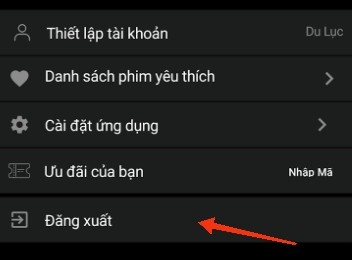 Thiết lập tài khoản Du Lục
Danh sách phim yêu thích
Cài đặt ứng dụng
Ưu đãi của bạn Nhập Mã
Đăng xuất